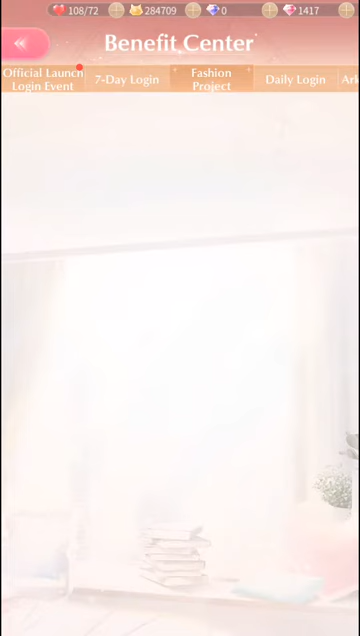 108/72 284709 0 1417
Benefit Center
Official Launch
Login Event
7-Day Login
Fashion
Project
Daily Login